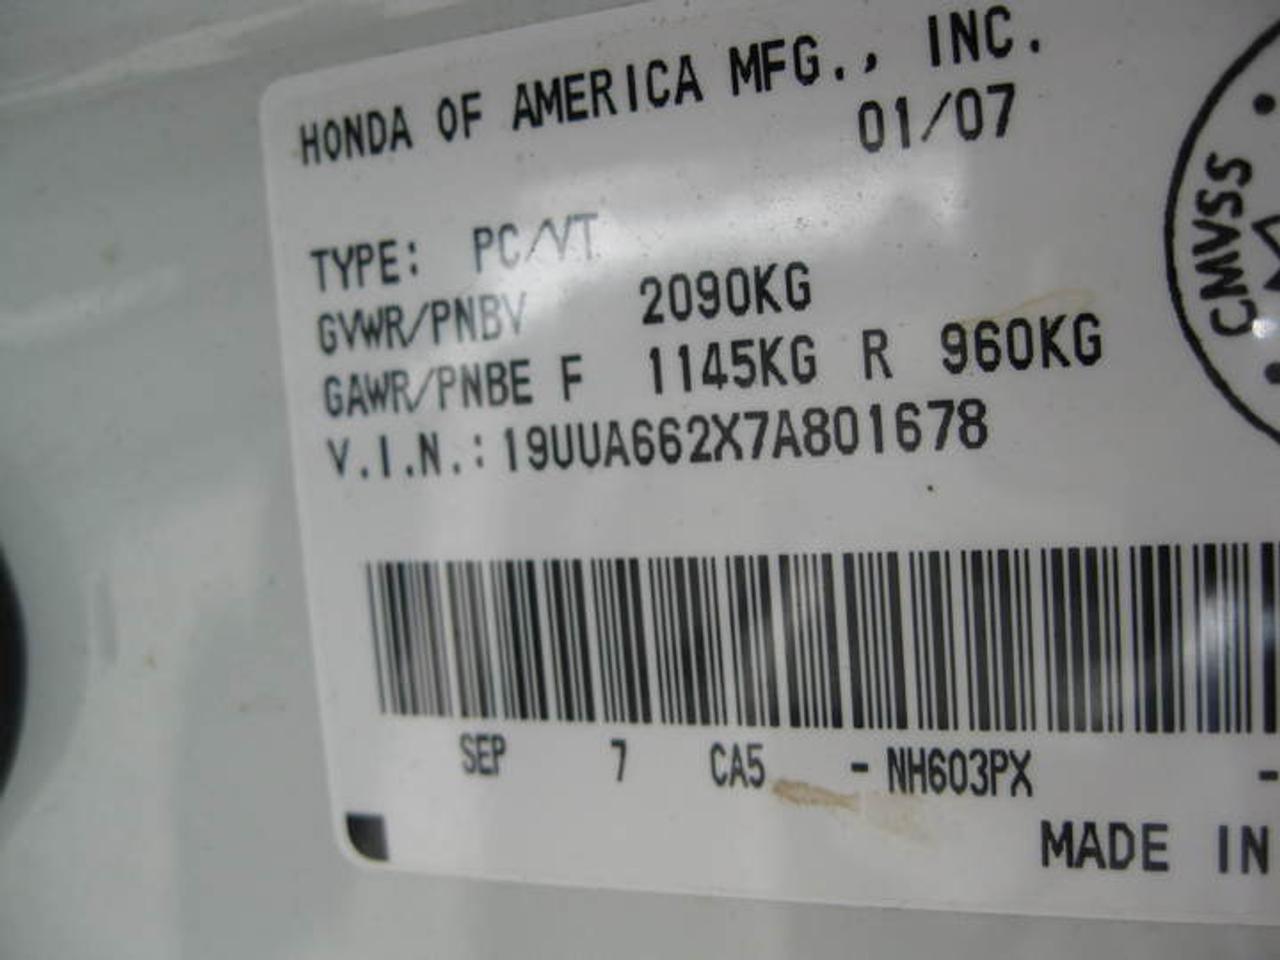 HONDA OF AMERICA MFG., INC.
01/07
TYPE: PC/VT
GVWR/PNBV 2090KG
GAWR/PNBE F 1145KG R 960KG
V.I.N.: 19UUA662X7A801678
CMVSS
SEP 7 CA5 - NH603PX -
MADE IN